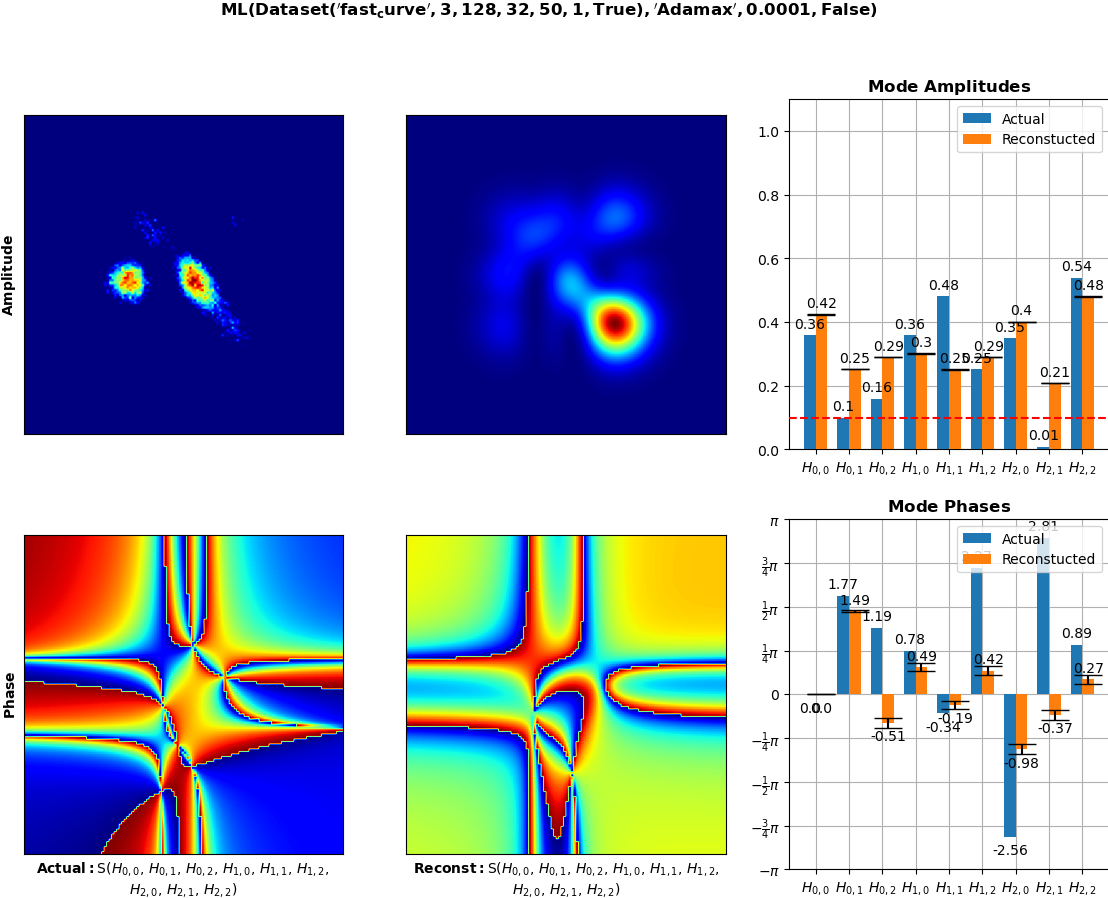 ML(Dataset('fast_curve', 3, 128, 32, 50, 1, True), 'Adamax', 0.0001, False)
Amplitude
Mode Amplitudes
Actual
Reconstucted
1.0
0.8
0.6
0.4
0.2
0.0
0.36
0.42
0.1
0.25
0.16
0.29
0.36
0.3
0.48
0.25
0.25
0.29
0.35
0.4
0.01
0.21
0.54
0.48
H0,0 H0,1 H0,2 H1,0 H1,1 H1,2 H2,0 H2,1 H2,2
Phase
Actual: S(H0,0, H0,1, H0,2, H1,0, H1,1, H1,2,
H2,0, H2,1, H2,2)
Reconst: S(H0,0, H0,1, H0,2, H1,0, H1,1, H1,2,
H2,0, H2,1, H2,2)
Mode Phases
Actual
Reconstucted
π
3/4π
1/2π
1/4π
0
−1/4π
−1/2π
−3/4π
−π
0.0
0.0
1.77
1.49
1.19
-0.51
0.78
0.49
-0.34
-0.19
0.42
-2.56
-0.98
2.81
-0.37
0.89
0.27
H0,0 H0,1 H0,2 H1,0 H1,1 H1,2 H2,0 H2,1 H2,2